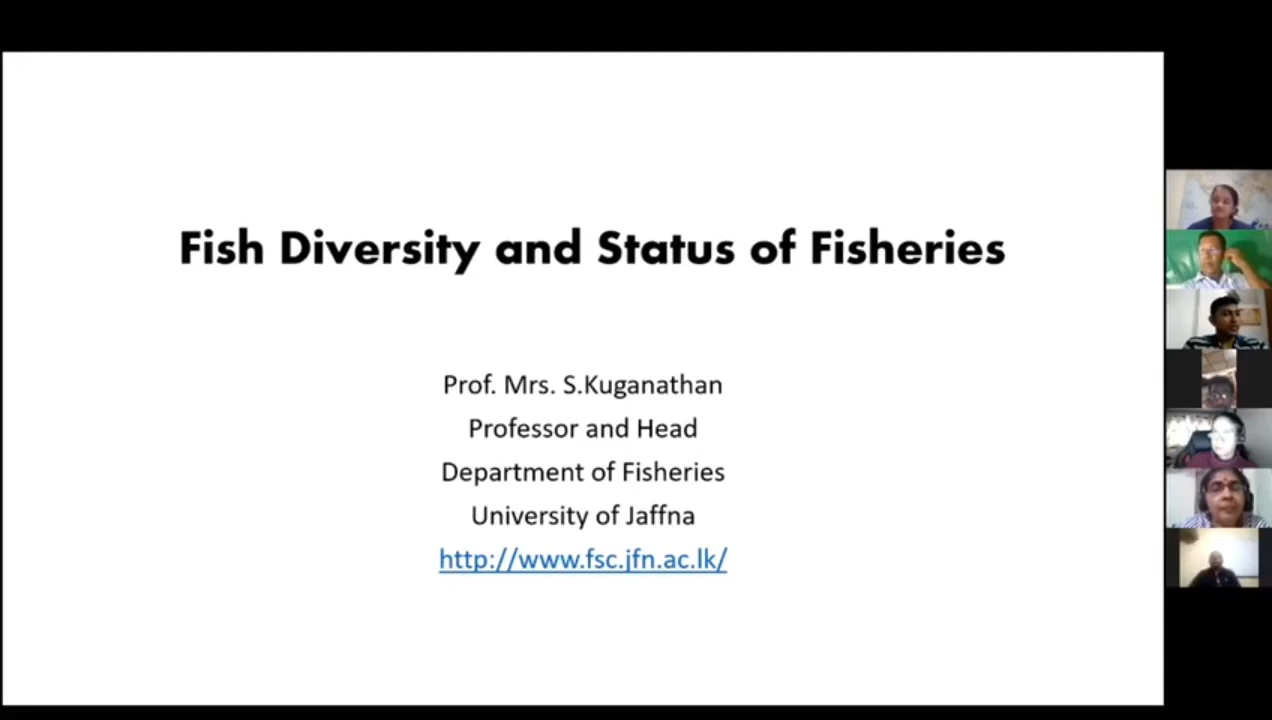 Fish Diversity and Status of Fisheries
Prof. Mrs. S.Kuganathan
Professor and Head
Department of Fisheries
University of Jaffna
http://www.fsc.jfn.ac.lk/